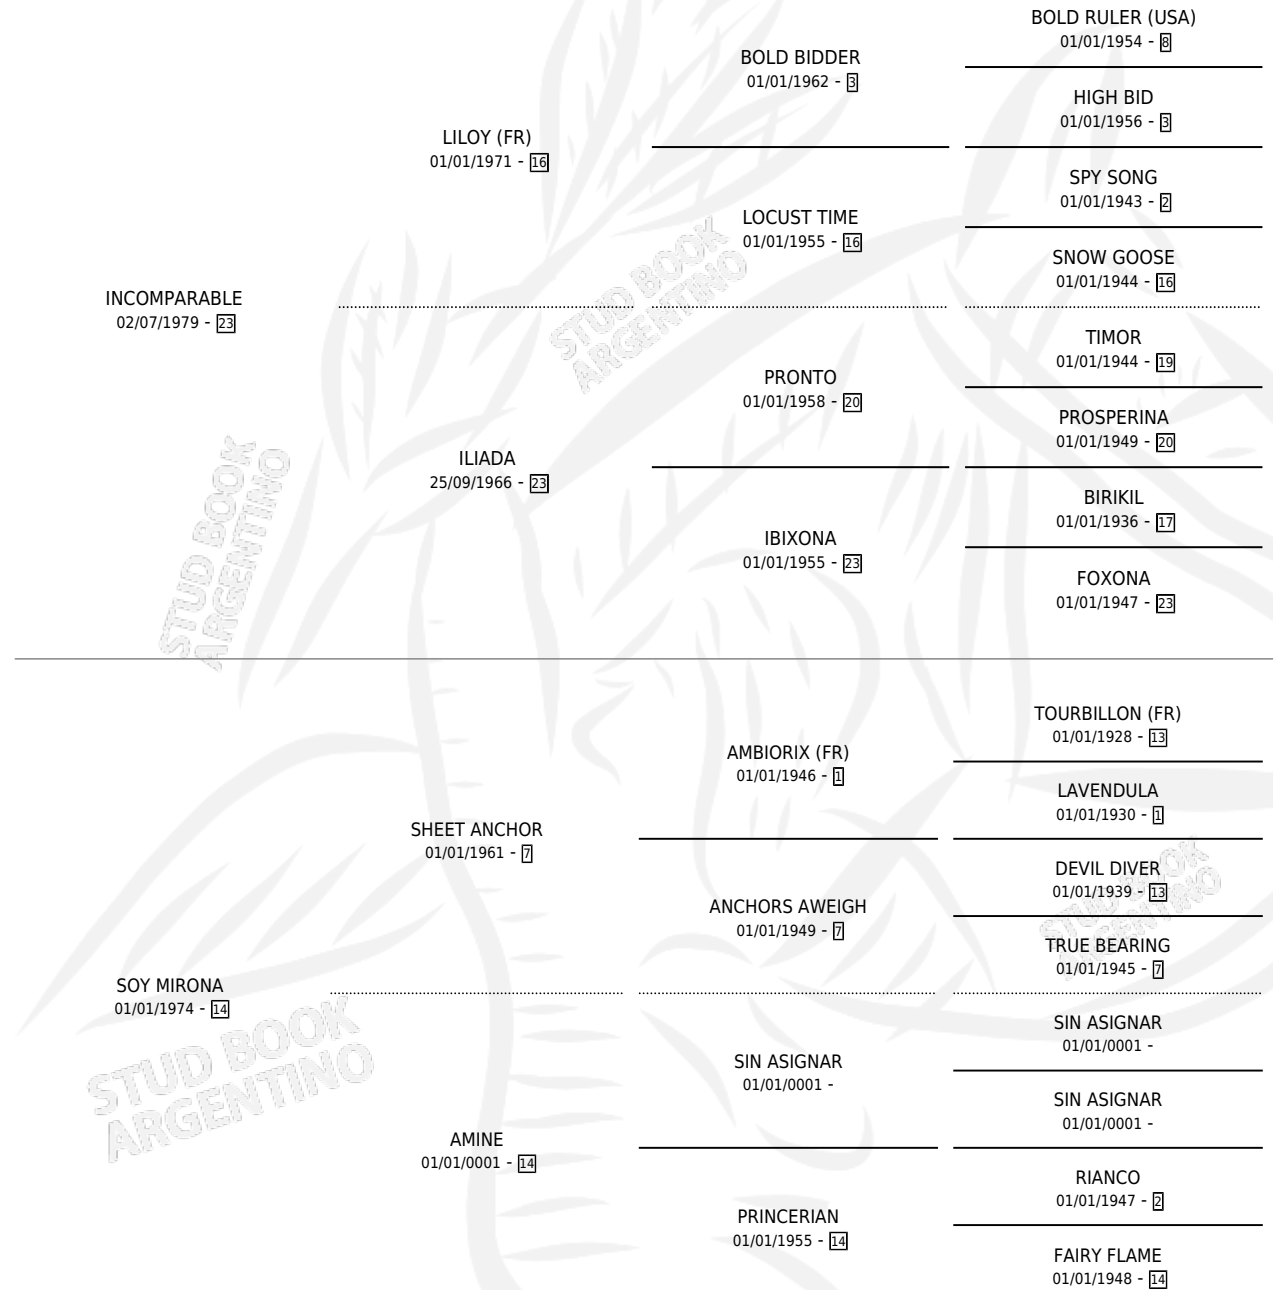 BOLD RULER (USA)
01/01/1954 - 8
BOLD BIDDER
01/01/1962 - 3
HIGH BID
01/01/1956 - 3
LILOY (FR)
01/01/1971 - 16
SPY SONG
01/01/1943 - 2
LOCUST TIME
01/01/1955 - 16
SNOW GOOSE
01/01/1944 - 16
INCOMPARABLE
02/07/1979 - 23
TIMOR
01/01/1944 - 19
PRONTO
01/01/1958 - 20
PROSPERINA
01/01/1949 - 20
ILIADA
25/09/1966 - 23
BIRIKIL
01/01/1936 - 17
IBIXONA
01/01/1955 - 23
FOXONA
01/01/1947 - 23
STUD BOOK
ARGENTINO
STUD BOOK
ARGENTINO
TOURBILLON (FR)
01/01/1928 - 13
AMBIORIX (FR)
01/01/1946 - 1
LAVENDULA
01/01/1930 - 1
SHEET ANCHOR
01/01/1961 - 7
DEVIL DIVER
01/01/1939 - 13
ANCHORS AWEIGH
01/01/1949 - 7
TRUE BEARING
01/01/1945 - 7
STUD BOOK
ARGENTINO
SOY MIRONA
01/01/1974 - 14
SIN ASIGNAR
01/01/0001 -
SIN ASIGNAR
01/01/0001 -
SIN ASIGNAR
01/01/0001 -
AMINE
01/01/0001 - 14
RIANCO
01/01/1947 - 2
PRINCERIAN
01/01/1955 - 14
FAIRY FLAME
01/01/1948 - 14
STUD BOOK
ARGENTINO